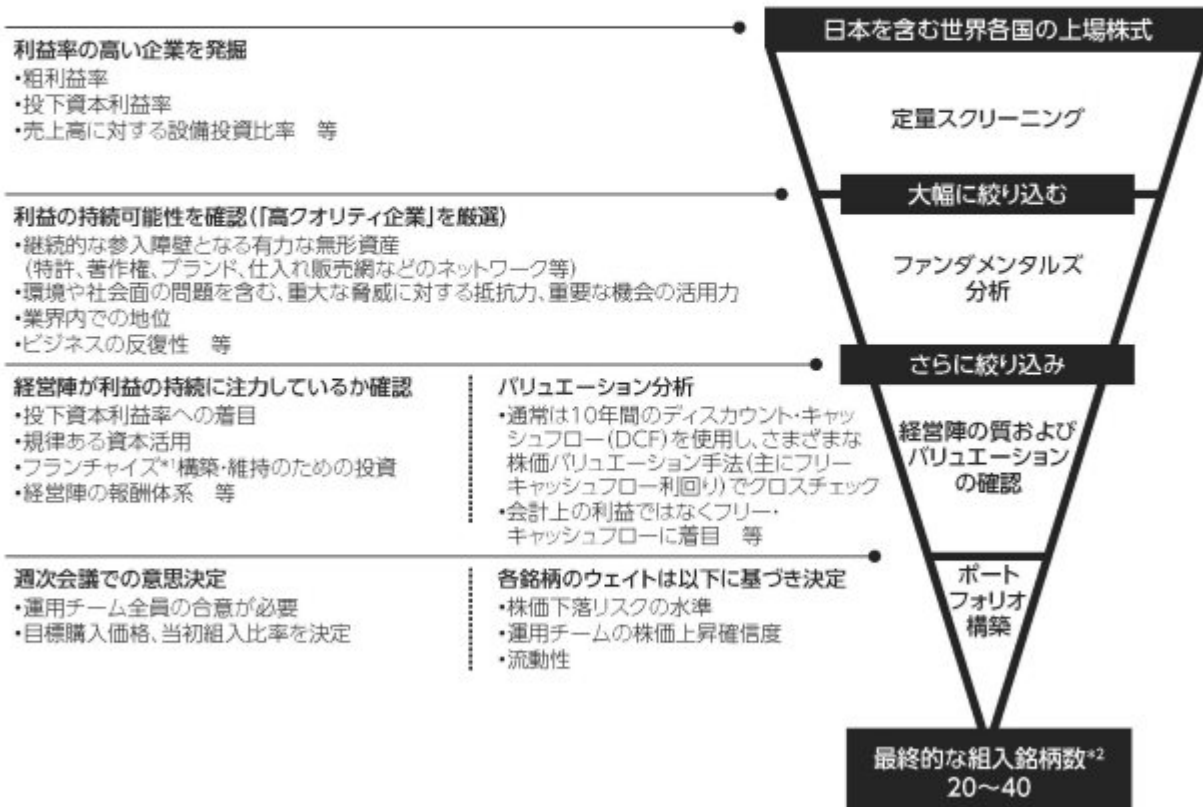 日本を含む世界各国の上場株式
利益率の高い企業を発掘
・粗利益率
・投下資本利益率
・売上高に対する設備投資比率　等
定量スクリーニング
大幅に絞り込む
利益の持続可能性を確認(「高クオリティ企業」を厳選)
・継続的な参入障壁となる有力な無形資産
(特許、著作権、ブランド、仕入れ販売網などのネットワーク等)
・環境や社会面の問題を含む、重大な脅威に対する抵抗力、重要な機会の活用力
・業界内での地位
・ビジネスの反復性　等
ファンダメンタルズ
分析
さらに絞り込み
経営陣が利益の持続に注力しているか確認
・投下資本利益率への着目
・規律ある資本活用
・フランチャイズ*1構築・維持のための投資
・経営陣の報酬体系　等
バリュエーション分析
・通常は10年間のディスカウント・キャッ
シュフロー(DCF)を使用し、さまざまな
株価バリュエーション手法(主にフリー
キャッシュフロー利回り)でクロスチェック
・会計上の利益ではなくフリー・
キャッシュフローに着目　等
経営陣の質および
バリュエーション
の確認
週次会議での意思決定
・運用チーム全員の合意が必要
・目標購入価格、当初組入比率を決定
各銘柄のウェイトは以下に基づき決定
・株価下落リスクの水準
・運用チームの株価上昇確信度
・流動性
ポート
フォリオ
構築
最終的な組入銘柄数*2
20～40